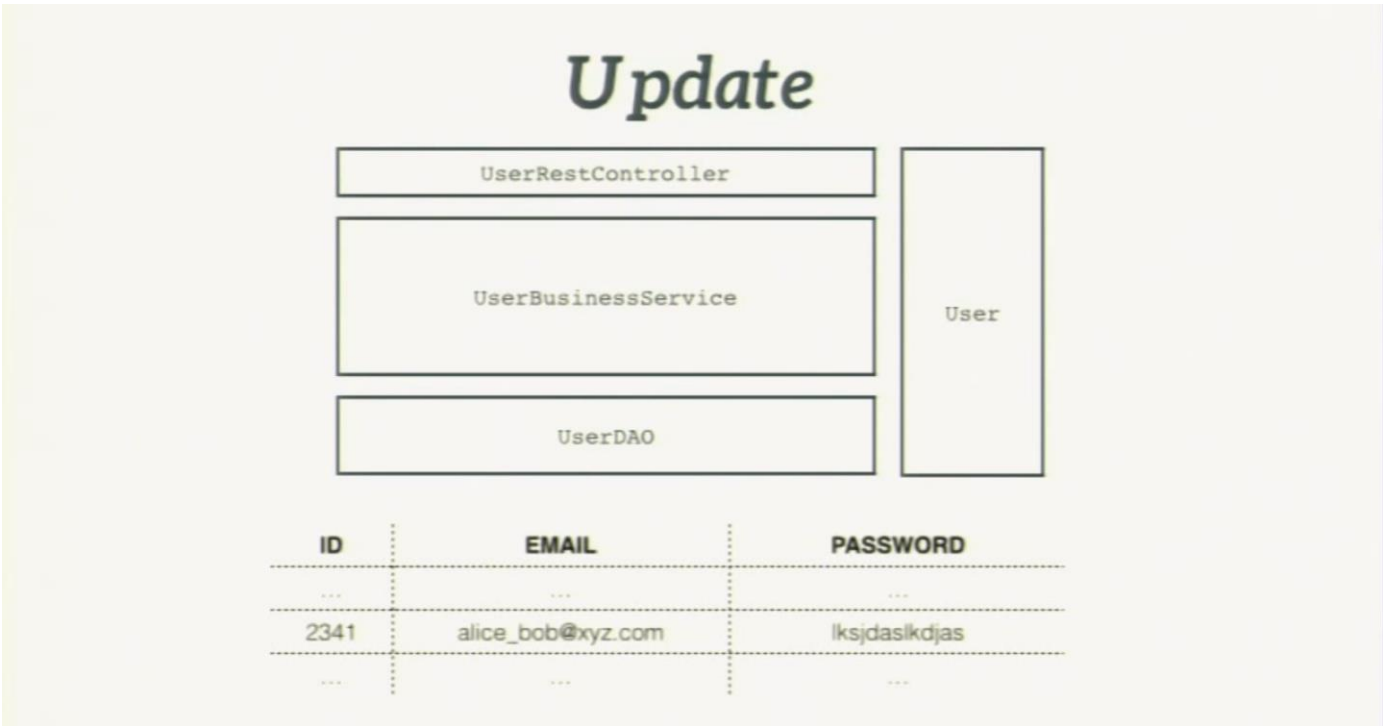 Update
UserRestController
UserBusinessService
User
UserDAO
ID EMAIL PASSWORD
... ... ...
2341 alice_bob@xyz.com lksjdaslkdjas
... ... ...